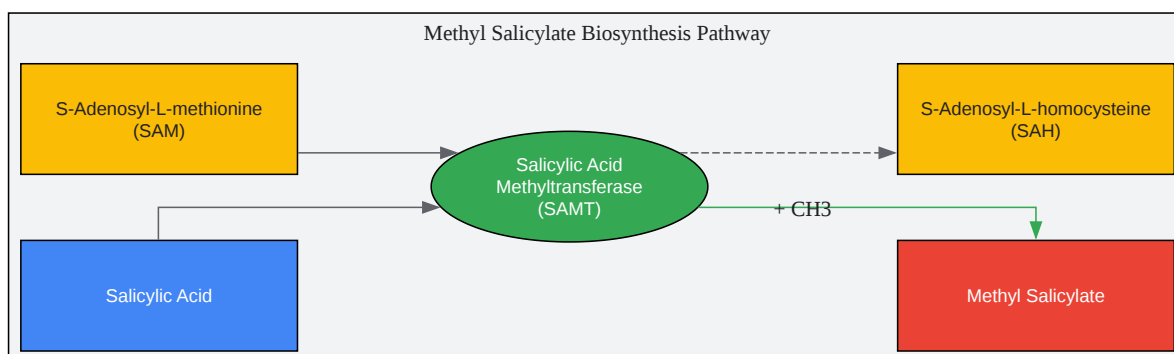 Methyl Salicylate Biosynthesis Pathway
S-Adenosyl-L-methionine
(SAM)
S-Adenosyl-L-homocysteine
(SAH)
Salicylic Acid
Methyltransferase
(SAMT)
+ CH3
Salicylic Acid
Methyl Salicylate